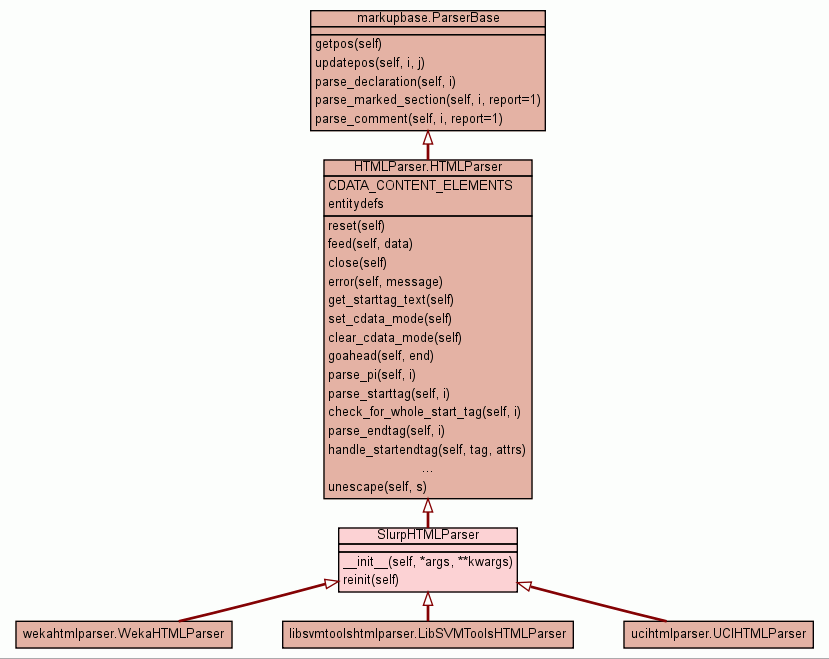 markupbase.ParserBase
getpos(self)
updatepos(self, i, j)
parse_declaration(self, i)
parse_marked_section(self, i, report=1)
parse_comment(self, i, report=1)
HTMLParser.HTMLParser
CDATA_CONTENT_ELEMENTS
entitydefs
reset(self)
feed(self, data)
close(self)
error(self, message)
get_starttag_text(self)
set_cdata_mode(self)
clear_cdata_mode(self)
goahead(self, end)
parse_pi(self, i)
parse_starttag(self, i)
check_for_whole_start_tag(self, i)
parse_endtag(self, i)
handle_startendtag(self, tag, attrs)
...
unescape(self, s)
SlurpHTMLParser
__init__(self, *args, **kwargs)
reinit(self)
wekahtmlparser.WekaHTMLParser
libsvmtoolshtmlparser.LibSVMToolsHTMLParser
ucihtmlparser.UCIHTMLParser